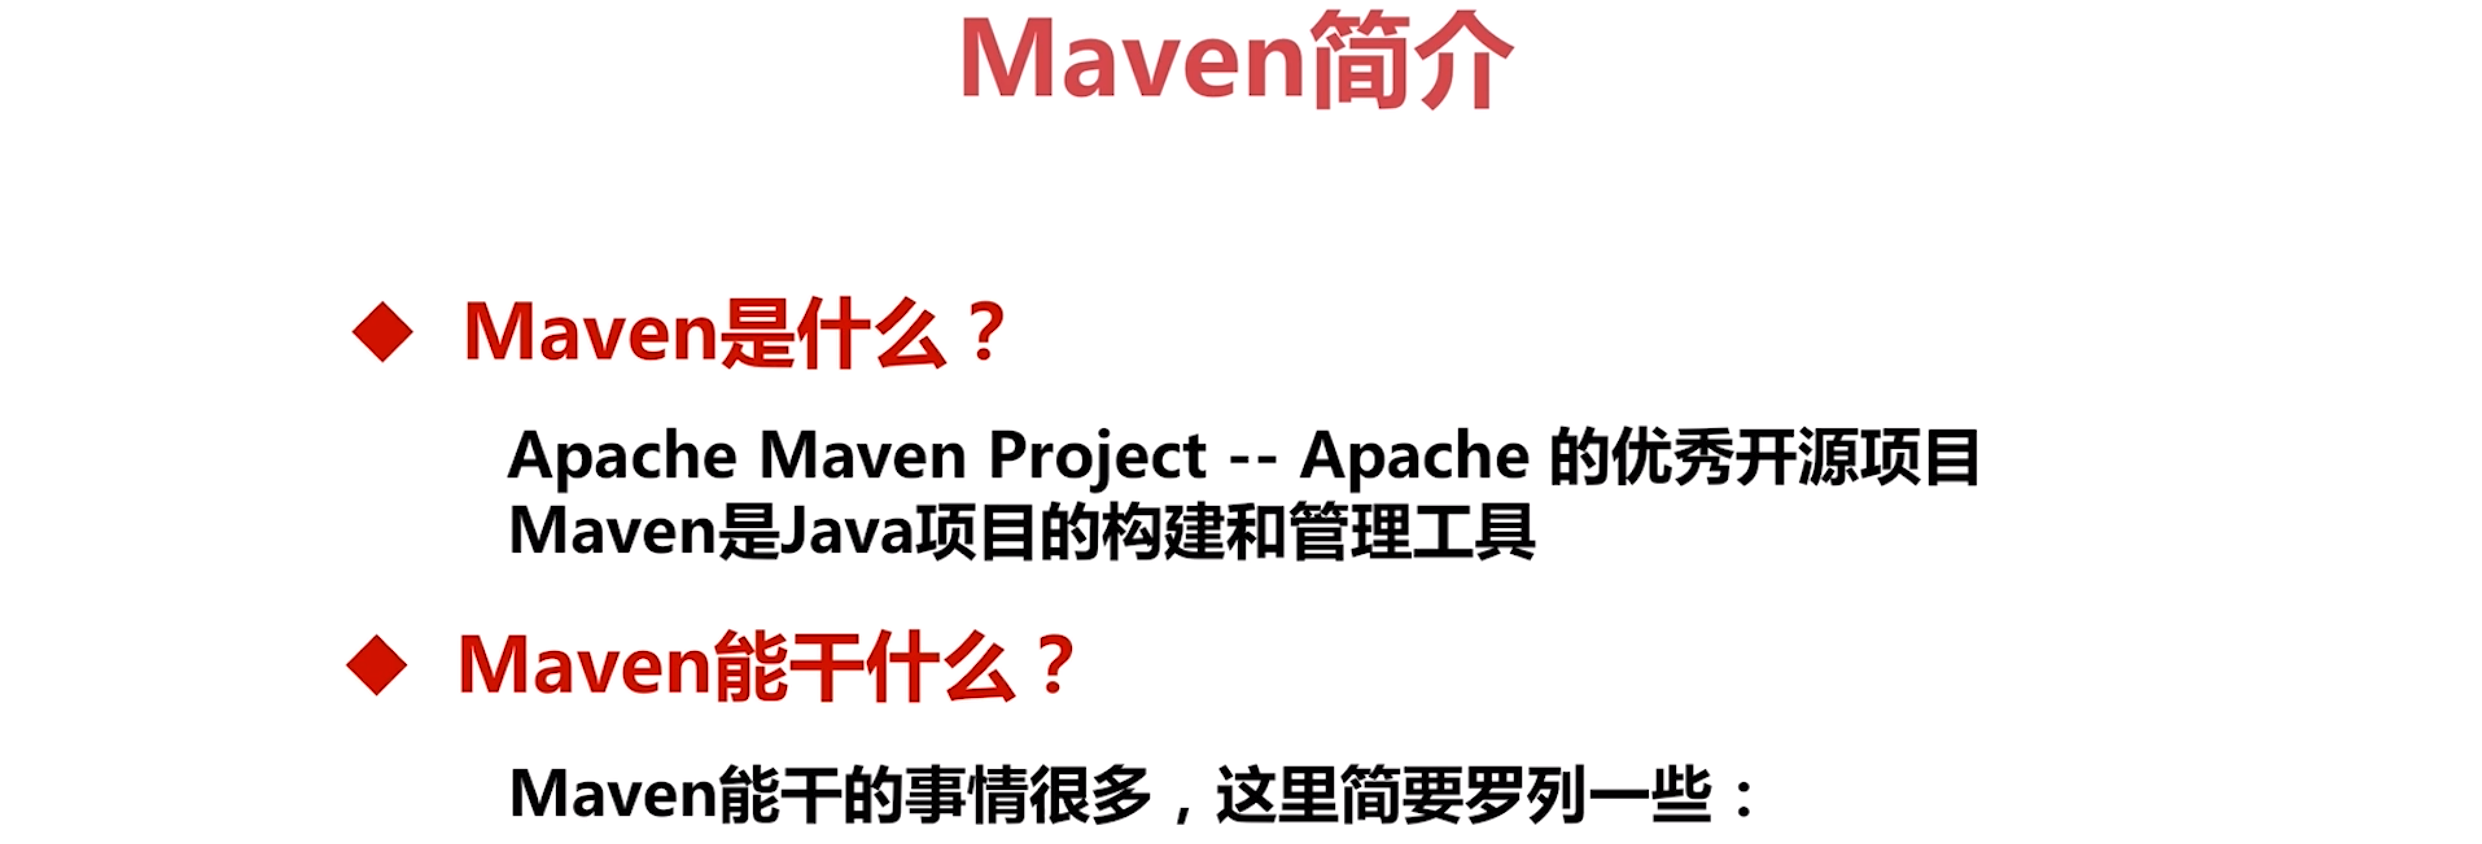 Maven简介
◆ Maven是什么？
Apache Maven Project -- Apache 的优秀开源项目
Maven是Java项目的构建和管理工具
◆ Maven能干什么？
Maven能干的事情很多，这里简要罗列一些：